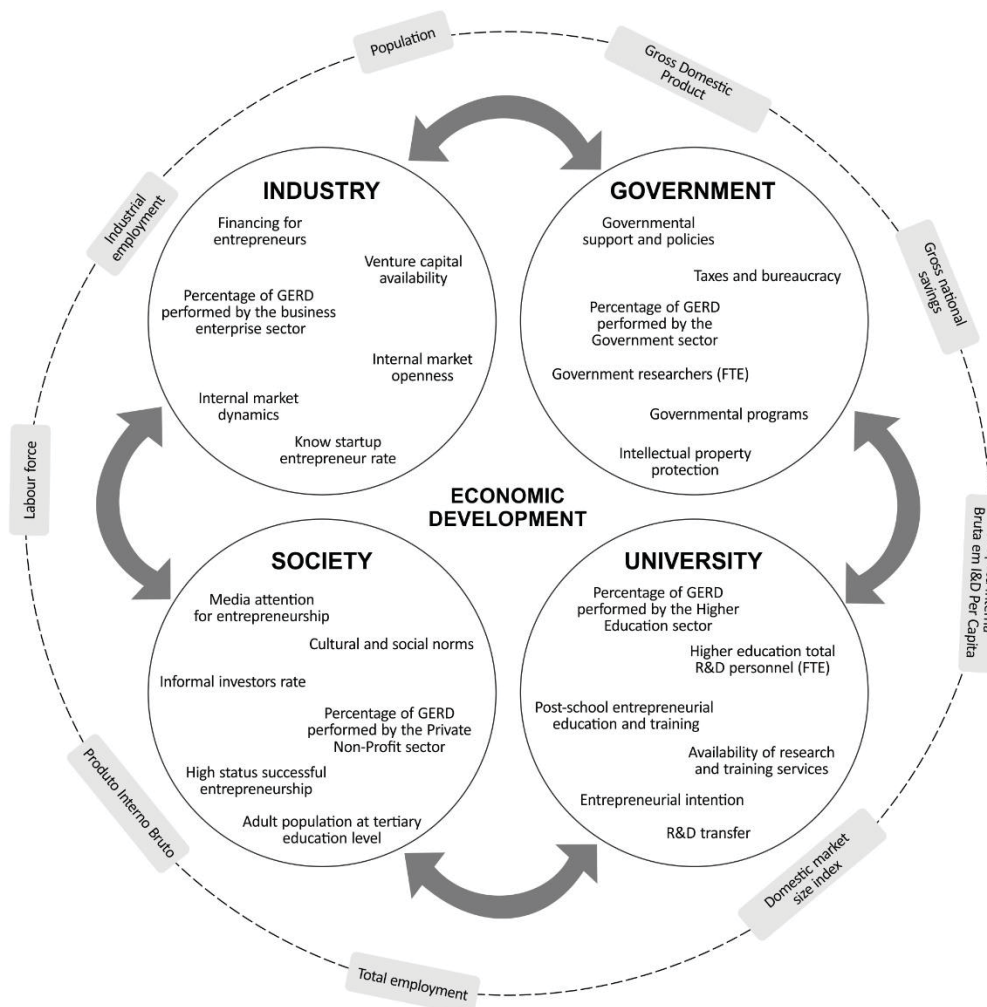 Population
Gross Domestic
Product
Industrial
employment
Gross national
savings
Labour force
Bruta em I&D Per Capita
Produto Interno Bruto
Domestic market
size index
Total employment
INDUSTRY
Financing for
entrepreneurs
Venture capital
availability
Percentage of GERD
performed by the business
enterprise sector
Internal market
openness
Internal market
dynamics
Know startup
entrepreneur rate
GOVERNMENT
Governmental
support and policies
Taxes and bureaucracy
Percentage of GERD
performed by the
Government sector
Government researchers (FTE)
Governmental programs
Intellectual property
protection
ECONOMIC
DEVELOPMENT
SOCIETY
Media attention
for entrepreneurship
Cultural and social norms
Informal investors rate
Percentage of GERD
performed by the Private
Non-Profit sector
High status successful
entrepreneurship
Adult population at tertiary
education level
UNIVERSITY
Percentage of GERD
performed by the Higher
Education sector
Higher education total
R&D personnel (FTE)
Post-school entrepreneurial
education and training
Availability of research
and training services
Entrepreneurial intention
R&D transfer